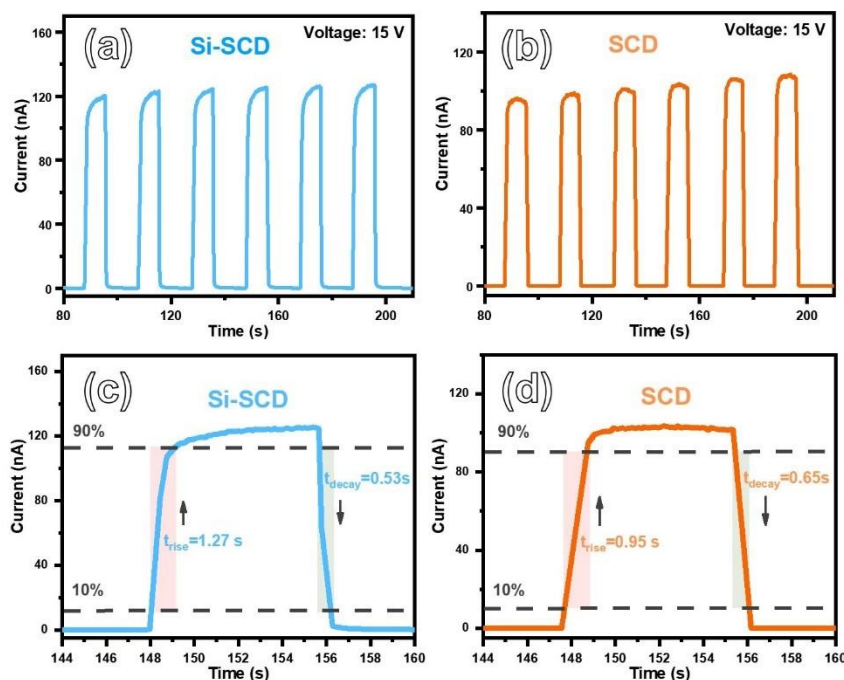 (a)
Si-SCD
Voltage: 15 V
160
120
80
40
0
Current (nA)
80
120
160
200
Time (s)
(b)
SCD
Voltage: 15 V
120
80
40
0
Current (nA)
80
120
160
200
Time (s)
(c)
Si-SCD
160
120
80
40
0
Current (nA)
90%
10%
trise=1.27 s
tdecay=0.53s
144 146 148 150 152 154 156 158 160
Time (s)
(d)
SCD
120
80
40
0
Current (nA)
90%
10%
trise=0.95 s
tdecay=0.65s
144 146 148 150 152 154 156 158 160
Time (s)